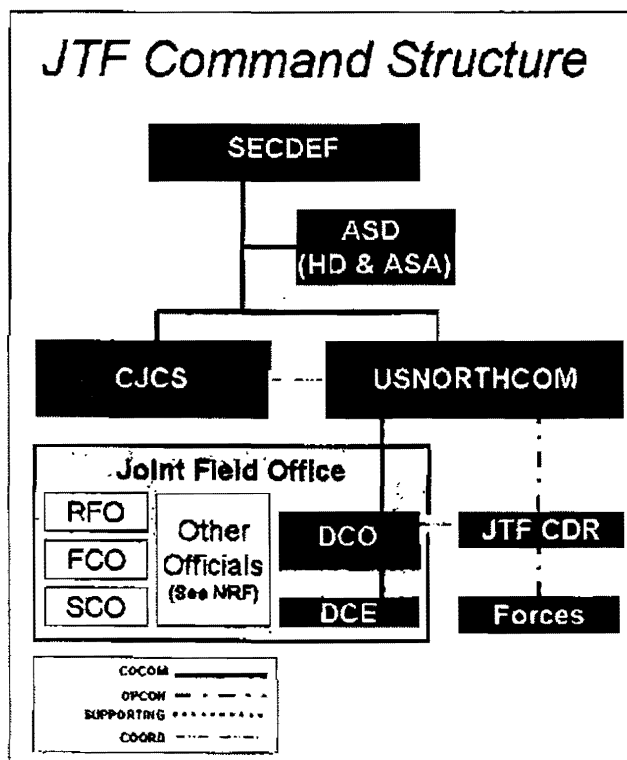 JTF Command Structure
SECDEF
ASD
(HD & ASA)
CJCS
USNORTHCOM
Joint Field Office
RFO
FCO
SCO
Other
Officials
(See NRF)
DCO
DCE
JTF CDR
Forces
COCOM
OPCON
SUPPORTING
COORD